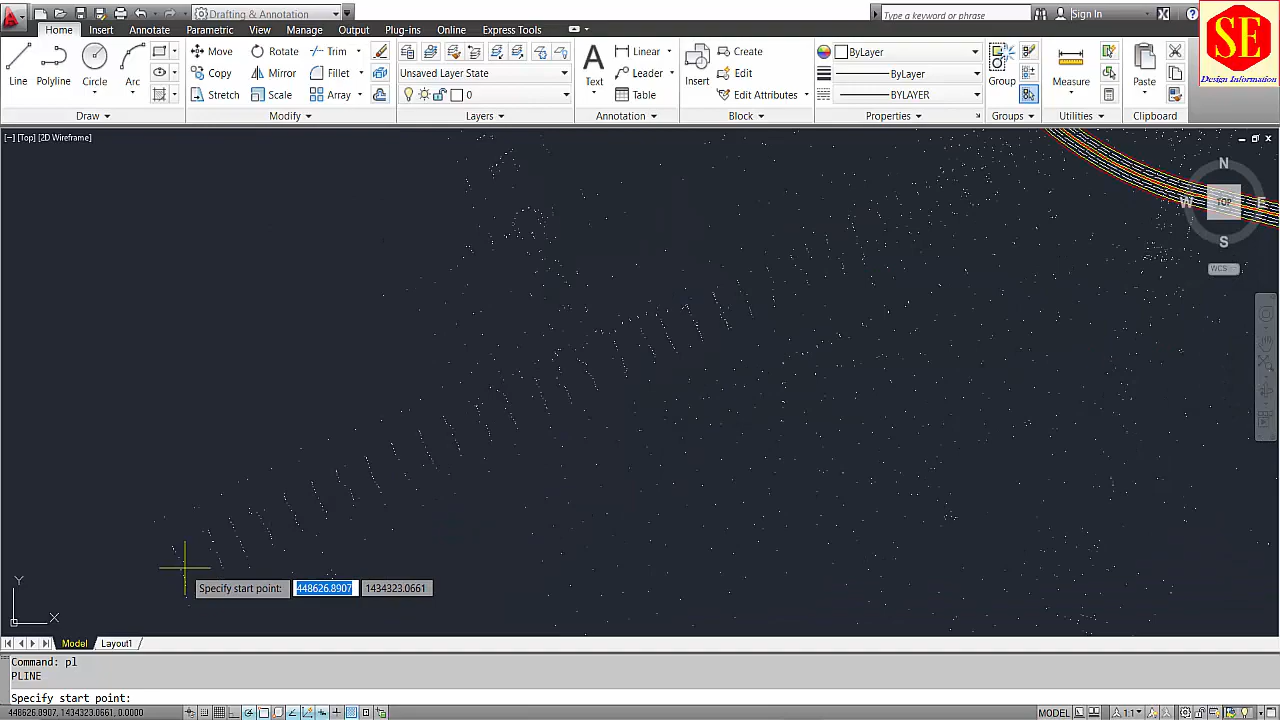 Drafting & Annotation
Type a keyword or phrase
Sign In
Home Insert Annotate Parametric View Manage Output Plug-ins Online Express Tools
Line Polyline Circle Arc
Move Rotate Trim
Copy Mirror Fillet
Stretch Scale Array
Unsaved Layer State
0
Text
Linear
Leader
Table
Insert
Create
Edit
Edit Attributes
ByLayer
ByLayer
BYLAYER
Group
Measure
Paste
Draw Modify Layers Annotation Block Properties Groups Utilities Clipboard
SE
Design Information
[−] [Top] [2D Wireframe]
N
W TOP E
S
WCS
Specify start point: 448626.8907 1434323.0661
Y
X
Model Layout1
Command: pl
PLINE
Specify start point:
448626.8907, 1434323.0661, 0.0000
MODEL
1:1